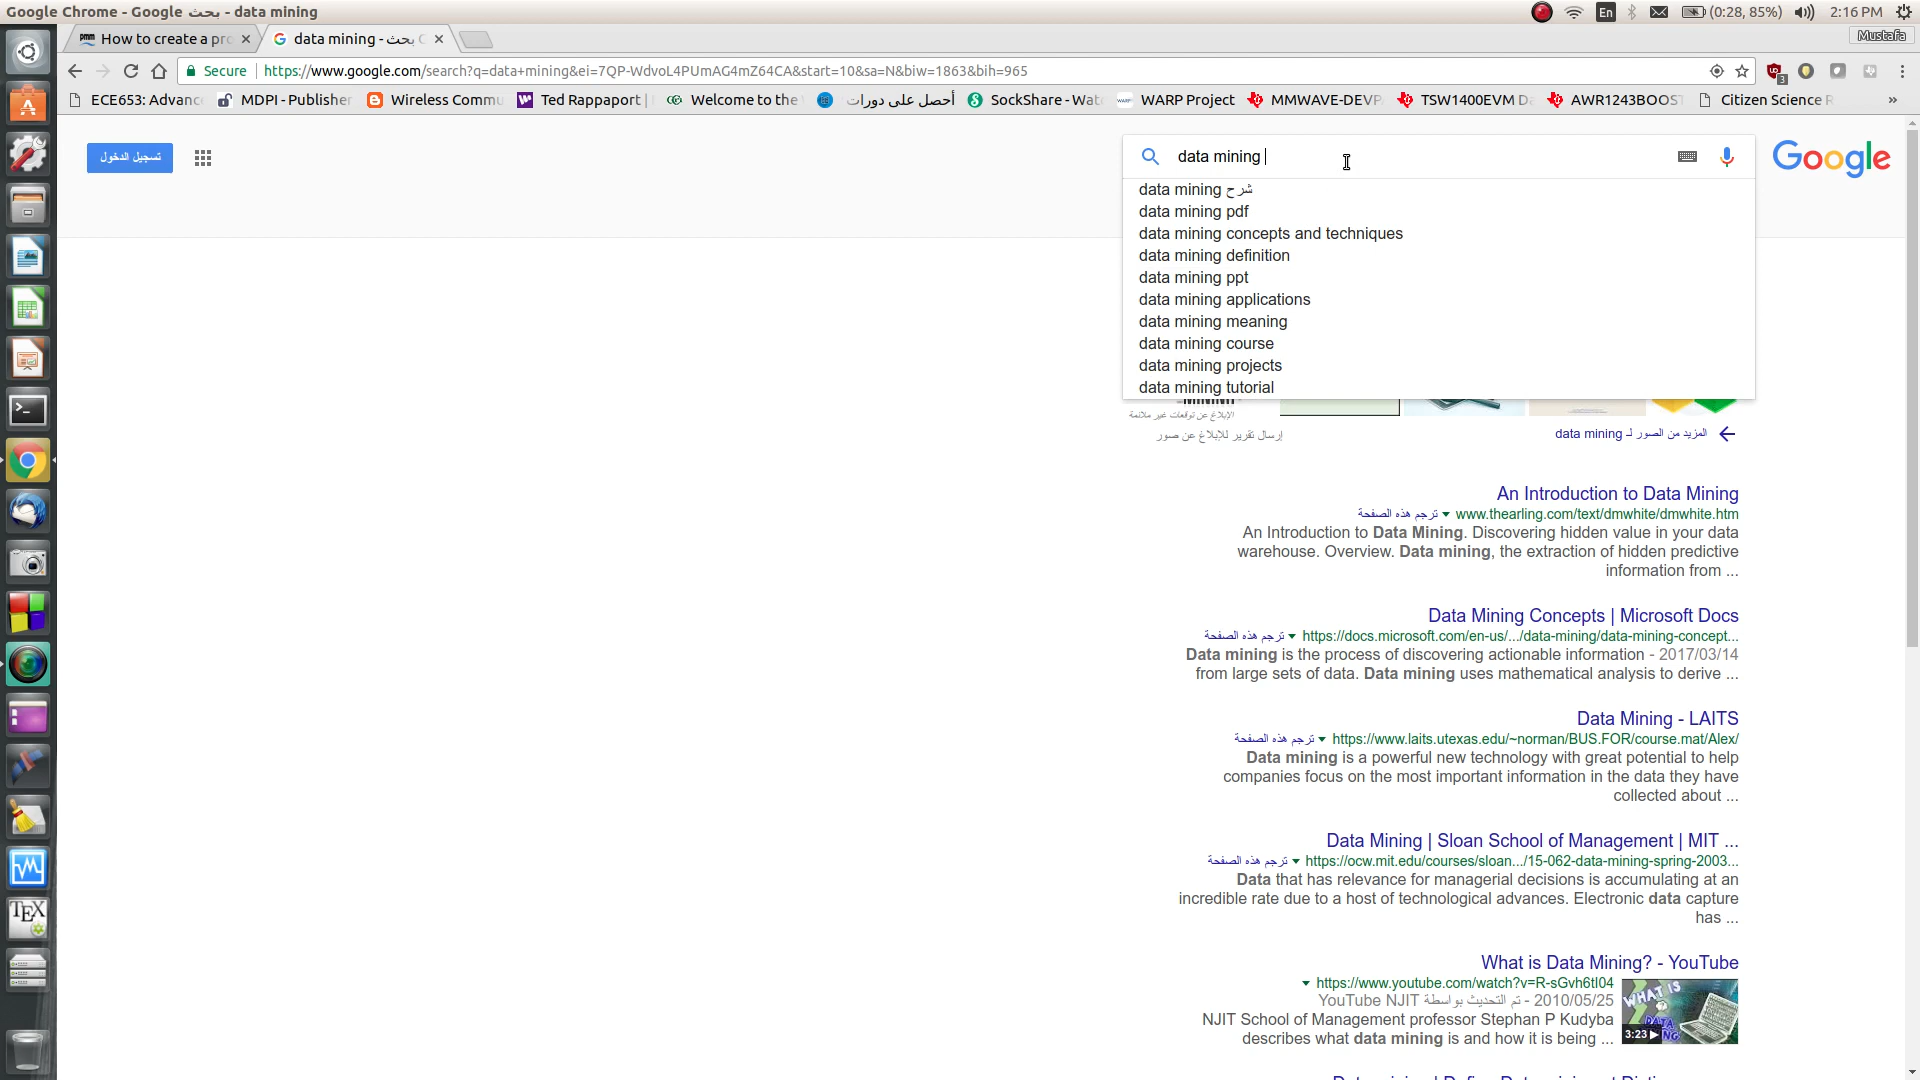 Google Chrome - Google بحث - data mining
En
(0:28, 85%)
2:16 PM
How to create a pro
data mining - بحث
Mustafa
Secure
https://www.google.com/search?q=data+mining&ei=7QP-WdvoL4PUmAG4mZ64CA&start=10&sa=N&biw=1863&bih=965
3
ECE653: Advanc
MDPI - Publisher
Wireless Commu
Ted Rappaport |
Welcome to the
أحصل على دورات
SockShare - Wat
WARP Project
MMWAVE-DEVP
TSW1400EVM D
AWR1243BOOST
Citizen Science R
»
تسجيل الدخول
data mining
Google
data mining شرح
data mining pdf
data mining concepts and techniques
data mining definition
data mining ppt
data mining applications
data mining meaning
data mining course
data mining projects
data mining tutorial
الإبلاغ عن توقعات غير ملائمة
إرسال تقرير للإبلاغ عن صور
المزيد من الصور لـ data mining
An Introduction to Data Mining
www.thearling.com/text/dmwhite/dmwhite.htm ترجم هذه الصفحة
An Introduction to Data Mining. Discovering hidden value in your data
warehouse. Overview. Data mining, the extraction of hidden predictive
information from ...
Data Mining Concepts | Microsoft Docs
https://docs.microsoft.com/en-us/.../data-mining/data-mining-concept... ترجم هذه الصفحة
Data mining is the process of discovering actionable information - 2017/03/14
from large sets of data. Data mining uses mathematical analysis to derive ...
Data Mining - LAITS
https://www.laits.utexas.edu/~norman/BUS.FOR/course.mat/Alex/ ترجم هذه الصفحة
Data mining is a powerful new technology with great potential to help
companies focus on the most important information in the data they have
collected about ...
Data Mining | Sloan School of Management | MIT ...
https://ocw.mit.edu/courses/sloan.../15-062-data-mining-spring-2003... ترجم هذه الصفحة
Data that has relevance for managerial decisions is accumulating at an
incredible rate due to a host of technological advances. Electronic data capture
has ...
What is Data Mining? - YouTube
https://www.youtube.com/watch?v=R-sGvh6tI04
2010/05/25 - تم التحديث بواسطة YouTube NJIT
NJIT School of Management professor Stephan P Kudyba
describes what data mining is and how it is being ...
WHAT IS
DATA
3:23
TEX